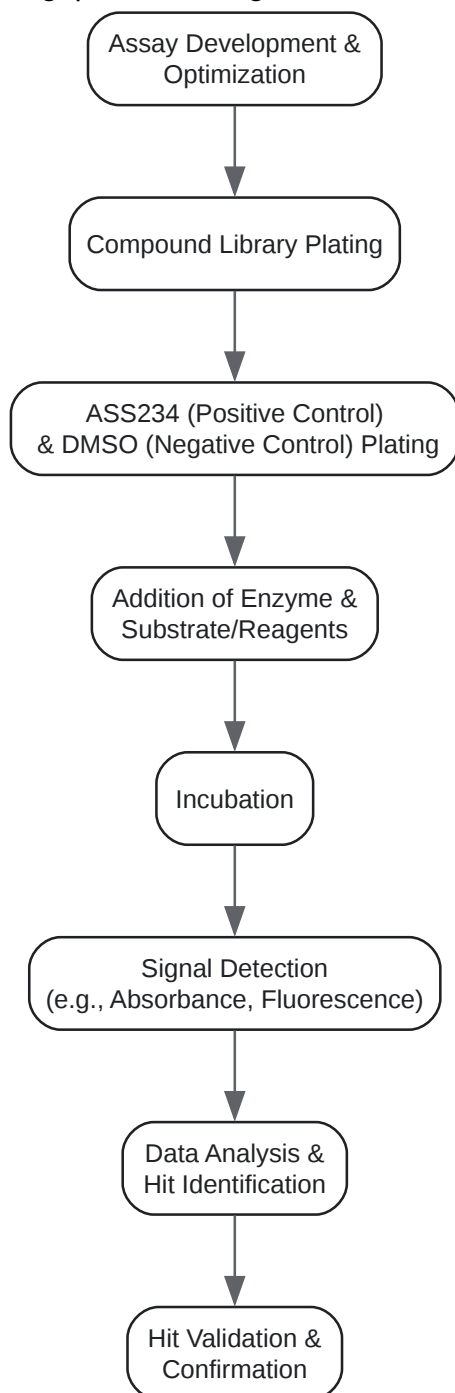 Assay Development &
Optimization
Compound Library Plating
ASS234 (Positive Control)
& DMSO (Negative Control) Plating
Addition of Enzyme &
Substrate/Reagents
Incubation
Signal Detection
(e.g., Absorbance, Fluorescence)
Data Analysis &
Hit Identification
Hit Validation &
Confirmation